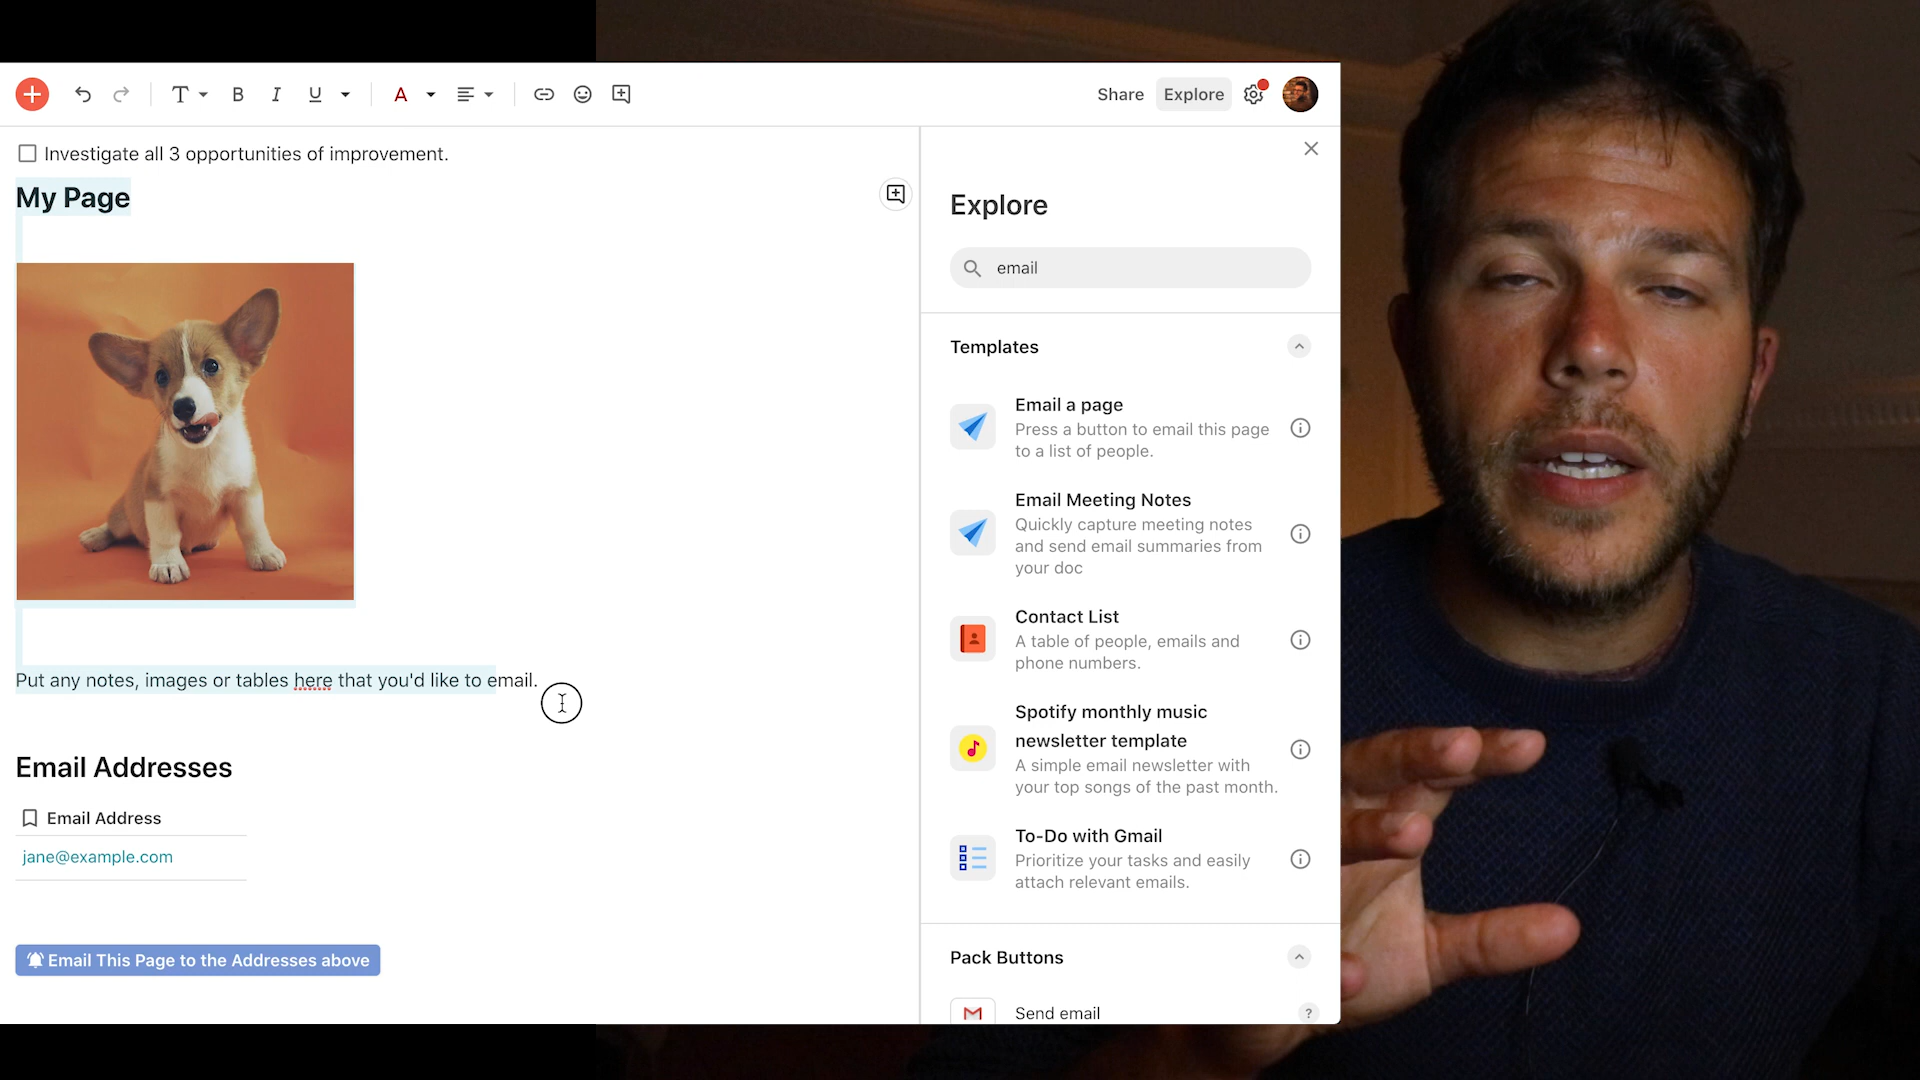 Share
Explore
Investigate all 3 opportunities of improvement.
My Page
Put any notes, images or tables here that you'd like to email.
Email Addresses
Email Address
jane@example.com
Email This Page to the Addresses above
Explore
email
Templates
Email a page
Press a button to email this page
to a list of people.
Email Meeting Notes
Quickly capture meeting notes
and send email summaries from
your doc
Contact List
A table of people, emails and
phone numbers.
Spotify monthly music
newsletter template
A simple email newsletter with
your top songs of the past month.
To-Do with Gmail
Prioritize your tasks and easily
attach relevant emails.
Pack Buttons
Send email